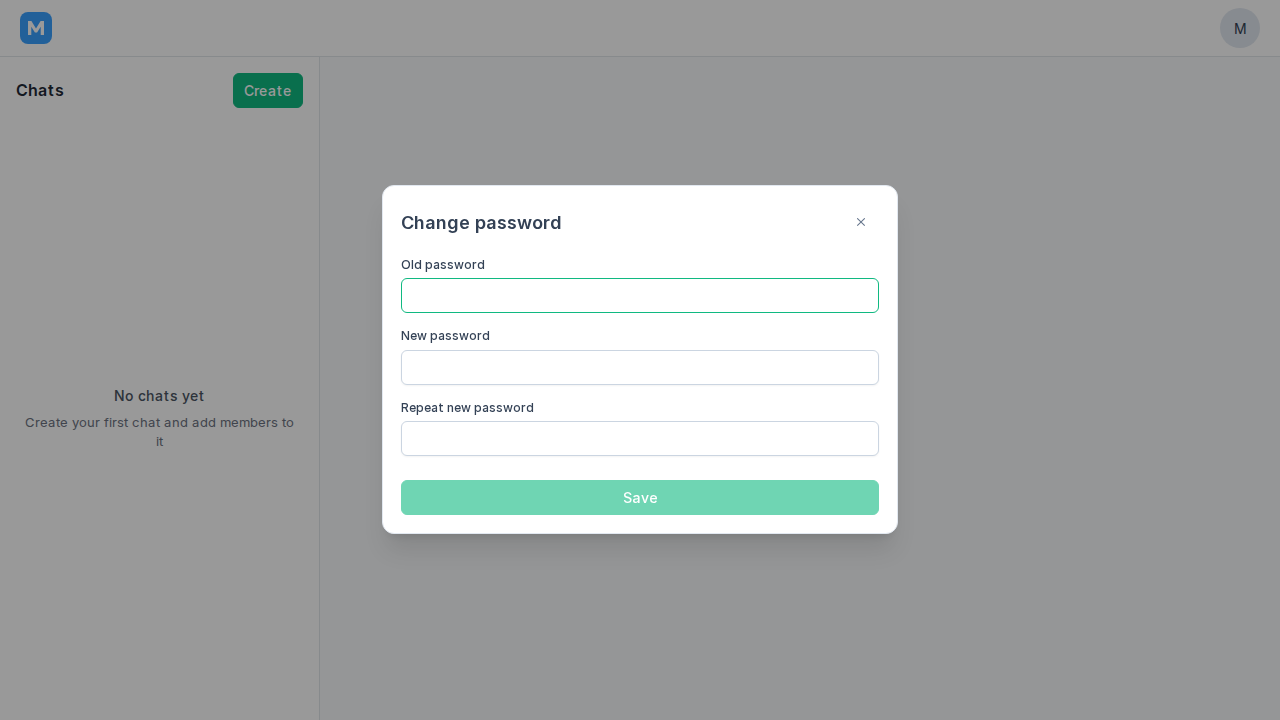 M
M
Chats
Create
No chats yet
Create your first chat and add members to
it
Change password
Old password
New password
Repeat new password
Save